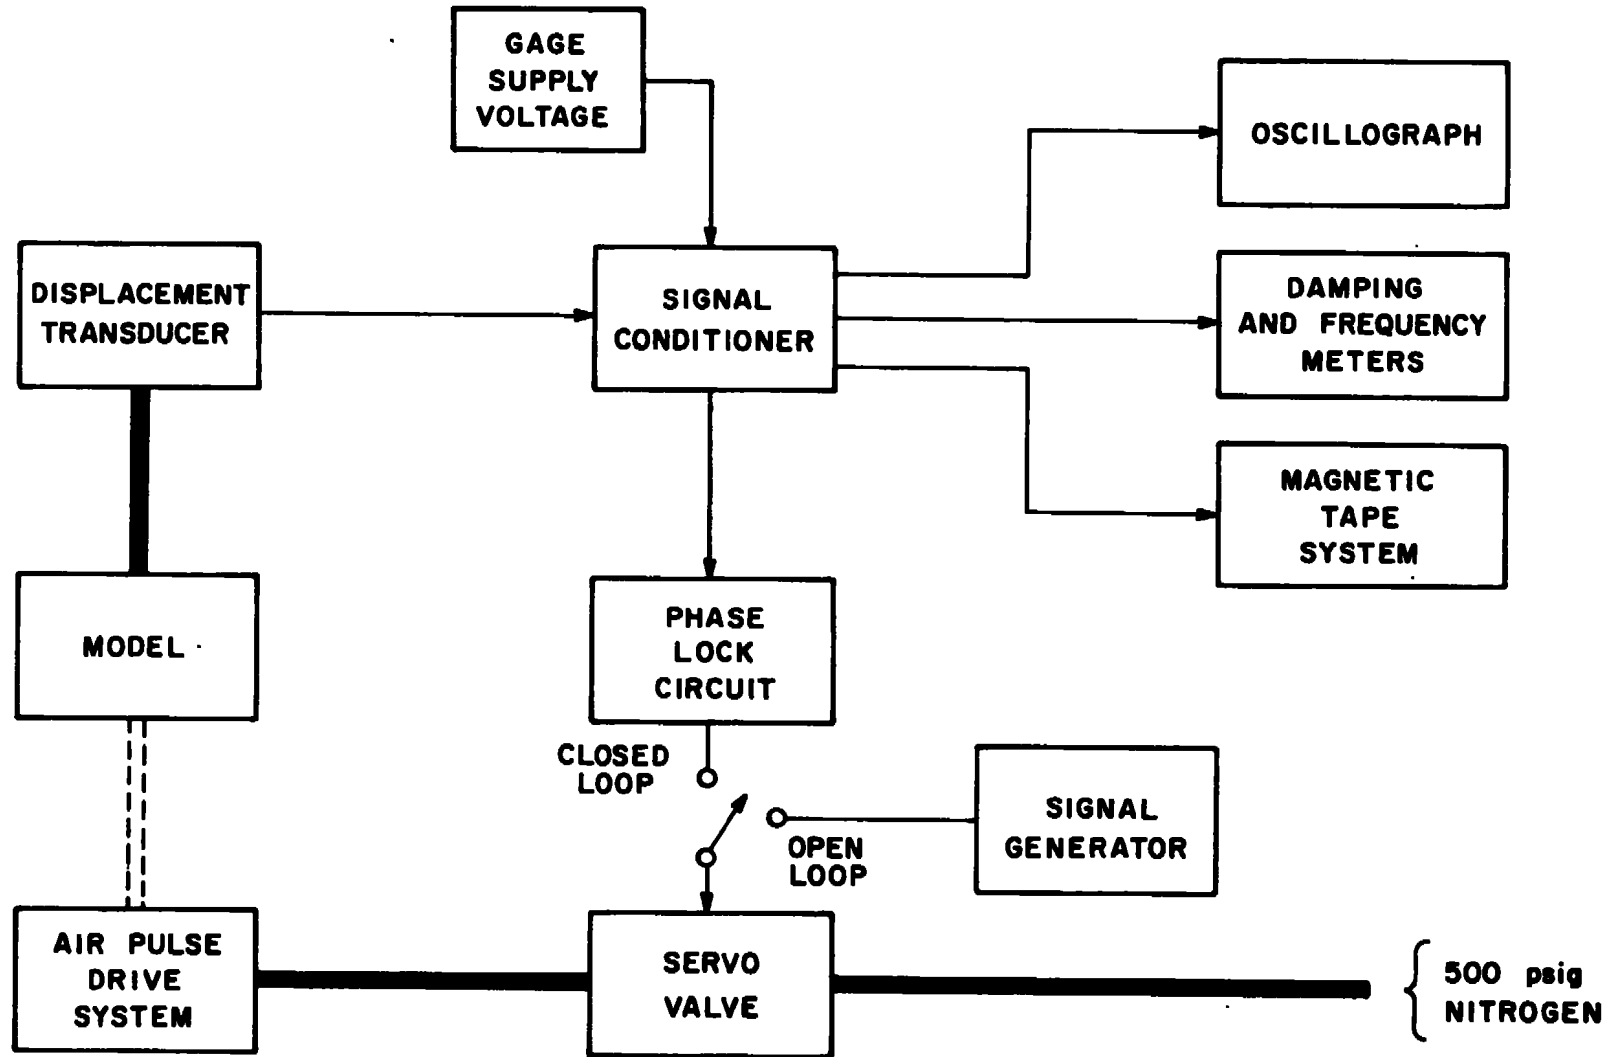 GAGE
SUPPLY
VOLTAGE
OSCILLOGRAPH
DISPLACEMENT
TRANSDUCER
SIGNAL
CONDITIONER
DAMPING
AND FREQUENCY
METERS
MAGNETIC
TAPE
SYSTEM
MODEL
PHASE
LOCK
CIRCUIT
CLOSED
LOOP
OPEN
LOOP
SIGNAL
GENERATOR
AIR PULSE
DRIVE
SYSTEM
SERVO
VALVE
500 psig
NITROGEN